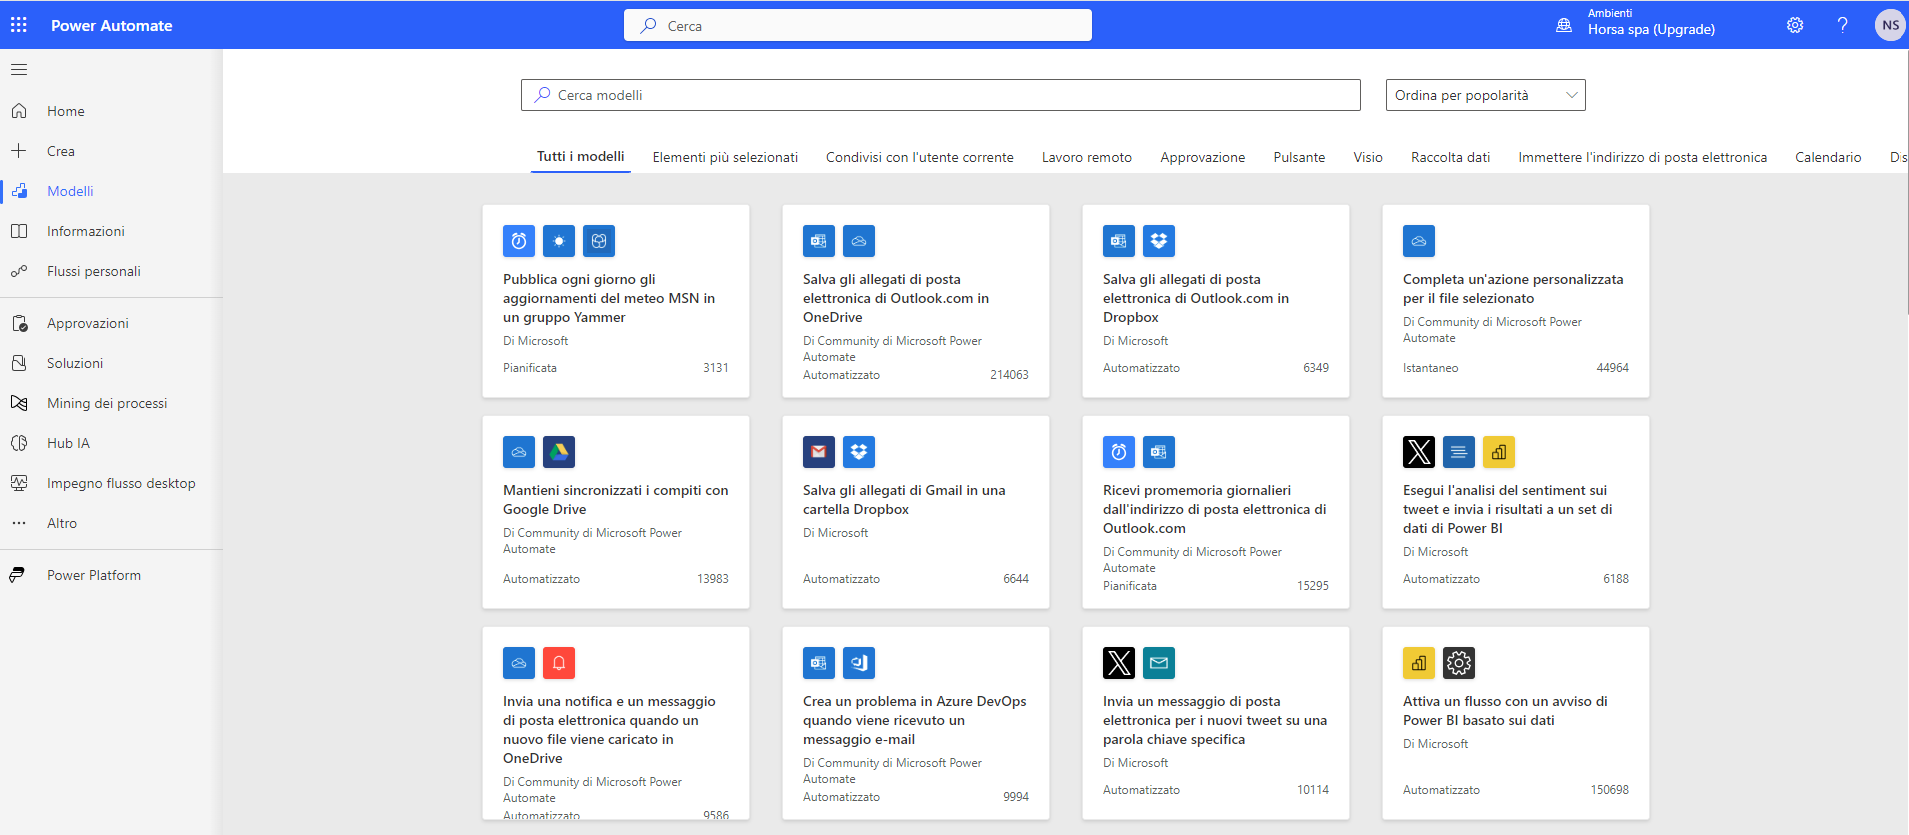 Power Automate
Cerca
Ambienti
Horsa spa (Upgrade)
?
NS
Home
Crea
Modelli
Informazioni
Flussi personali
Approvazioni
Soluzioni
Mining dei processi
Hub IA
Impegno flusso desktop
Altro
Power Platform
Cerca modelli
Ordina per popolarità
Tutti i modelli
Elementi più selezionati
Condivisi con l'utente corrente
Lavoro remoto
Approvazione
Pulsante
Visio
Raccolta dati
Immettere l'indirizzo di posta elettronica
Calendario
Dis
Pubblica ogni giorno gli
aggiornamenti del meteo MSN in
un gruppo Yammer
Di Microsoft
Pianificata 3131
Salva gli allegati di posta
elettronica di Outlook.com in
OneDrive
Di Community di Microsoft Power
Automate
Automatizzato 214063
Salva gli allegati di posta
elettronica di Outlook.com in
Dropbox
Di Microsoft
Automatizzato 6349
Completa un'azione personalizzata
per il file selezionato
Di Community di Microsoft Power
Automate
Istantaneo 44964
Mantieni sincronizzati i compiti con
Google Drive
Di Community di Microsoft Power
Automate
Automatizzato 13983
Salva gli allegati di Gmail in una
cartella Dropbox
Di Microsoft
Automatizzato 6644
Ricevi promemoria giornalieri
dall'indirizzo di posta elettronica di
Outlook.com
Di Community di Microsoft Power
Automate
Pianificata 15295
Esegui l'analisi del sentiment sui
tweet e invia i risultati a un set di
dati di Power BI
Di Microsoft
Automatizzato 6188
Invia una notifica e un messaggio
di posta elettronica quando un
nuovo file viene caricato in
OneDrive
Di Community di Microsoft Power
Automate
Automatizzato 9586
Crea un problema in Azure DevOps
quando viene ricevuto un
messaggio e-mail
Di Community di Microsoft Power
Automate
Automatizzato 9994
Invia un messaggio di posta
elettronica per i nuovi tweet su una
parola chiave specifica
Di Microsoft
Automatizzato 10114
Attiva un flusso con un avviso di
Power BI basato sui dati
Di Microsoft
Automatizzato 150698